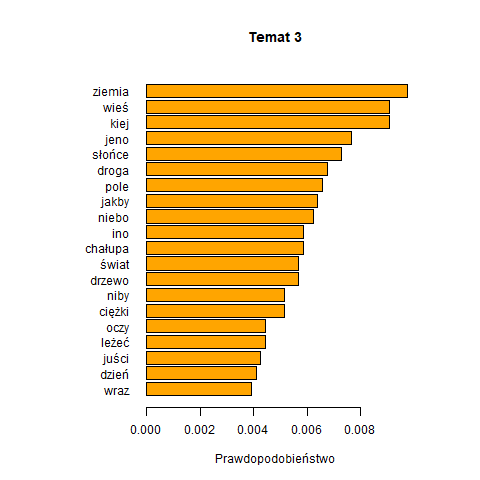 Temat 3
ziemia
wieś
kiej
jeno
słońce
droga
pole
jakby
niebo
ino
chałupa
świat
drzewo
niby
ciężki
oczy
leżeć
juści
dzień
wraz
0.000 0.002 0.004 0.006 0.008
Prawdopodobieństwo